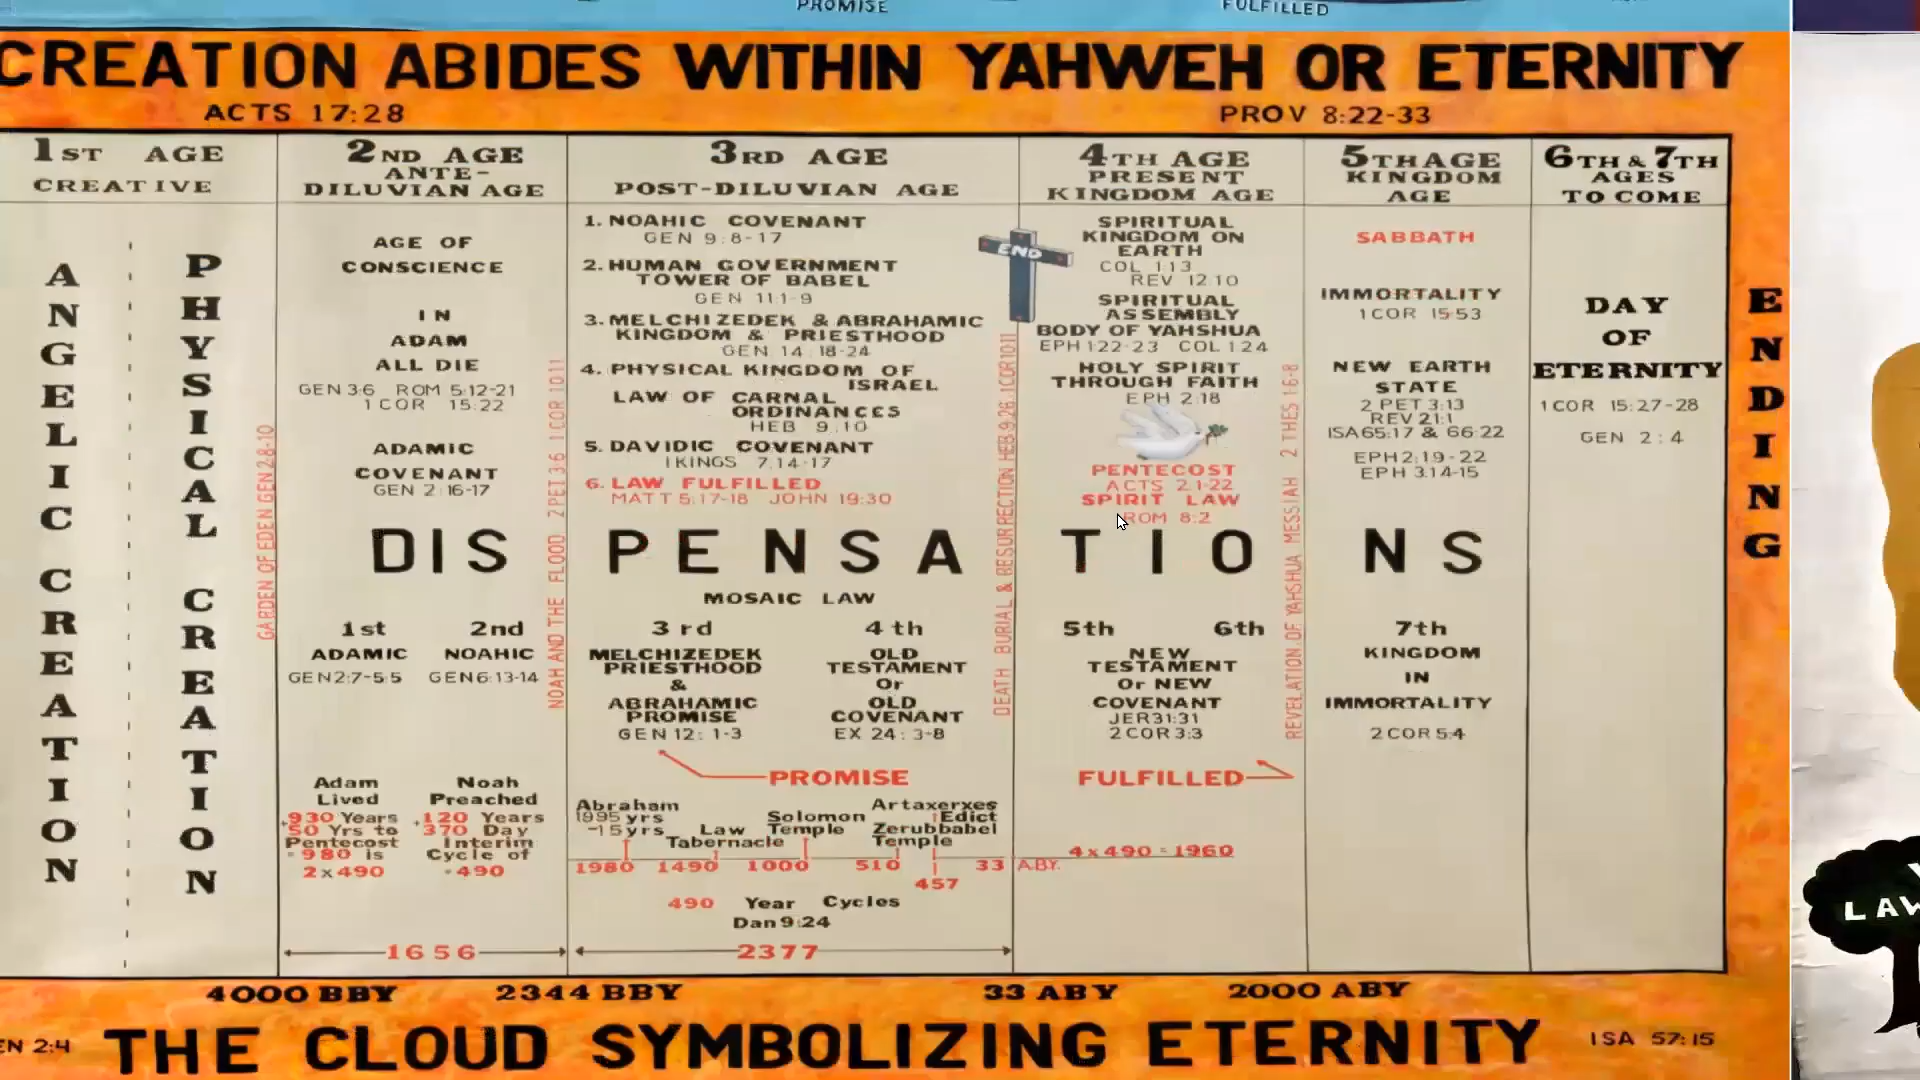 PROMISE
FULFILLED
CREATION ABIDES WITHIN YAHWEH OR ETERNITY
ACTS 17:28
PROV 8:22-33
1ST AGE
CREATIVE
ANGELIC CREATION
PHYSICAL CREATION
GARDEN OF EDEN GEN 2:8-10
2ND AGE
ANTE-
DILUVIAN AGE
AGE OF
CONSCIENCE
IN
ADAM
ALL DIE
GEN 3:6 ROM 5:12-21
1 COR 15:22
ADAMIC
COVENANT
GEN 2:16-17
NOAH AND THE FLOOD 2 PET 3:6 1 COR 10:11
3RD AGE
POST-DILUVIAN AGE
1. NOAHIC COVENANT
GEN 9:8-17
2. HUMAN GOVERNMENT
TOWER OF BABEL
GEN 11:1-9
3. MELCHIZEDEK & ABRAHAMIC
KINGDOM & PRIESTHOOD
GEN. 14:18-24
4. PHYSICAL KINGDOM OF
ISRAEL
LAW OF CARNAL
ORDINANCES
HEB 9:10
5. DAVIDIC COVENANT
1 KINGS 7:14-17
6. LAW FULFILLED
MATT 5:17-18 JOHN 19:30
END
DEATH BURIAL & RESURRECTION HEB 9:26 1COR 10:11
4TH AGE
PRESENT
KINGDOM AGE
SPIRITUAL
KINGDOM ON
EARTH
COL 1:13
REV 12:10
SPIRITUAL
ASSEMBLY
BODY OF YAHSHUA
EPH 1:22-23 COL 1:24
HOLY SPIRIT
THROUGH FAITH
EPH 2:18
PENTECOST
ACTS 2:1-22
SPIRIT LAW
ROM 8:2
REVELATION OF YAHSHUA MESSIAH 2 THES 1:6-8
5TH AGE
KINGDOM
AGE
SABBATH
IMMORTALITY
1 COR 15:53
NEW EARTH
STATE
2 PET 3:13
REV 21:1
ISA 65:17 & 66:22
EPH 2:19-22
EPH 3:14-15
6TH & 7TH
AGES
TO COME
DAY
OF
ETERNITY
1 COR 15:27-28
GEN 2:4
ENDING
DISPENSATIONS
MOSAIC LAW
1st
ADAMIC
GEN 2:7-5:5
2nd
NOAHIC
GEN 6:13-14
3rd
MELCHIZEDEK
PRIESTHOOD
&
ABRAHAMIC
PROMISE
GEN 12:1-3
4th
OLD
TESTAMENT
Or
OLD
COVENANT
EX 24:3-8
5th 6th
NEW
TESTAMENT
Or NEW
COVENANT
JER 31:31
2 COR 3:3
7th
KINGDOM
IN
IMMORTALITY
2 COR 5:4
PROMISE
FULFILLED
Adam
Lived
+930 Years
50 Yrs to
Pentecost
=980 is
2x490
Noah
Preached
+120 Years
370 Day
Interim
Cycle of
=490
Abraham
1995 yrs
-15 yrs
Law
Tabernacle
Solomon
Temple
Artaxerxes
Edict
Zerubbabel
Temple
1980 1490 1000 510 457 33 A.B.Y.
4x490=1960
490 Year Cycles
Dan 9:24
1656
2377
4000 BBY 2344 BBY 33 ABY 2000 ABY
EN 2:4
THE CLOUD SYMBOLIZING ETERNITY
ISA 57:15
LAW